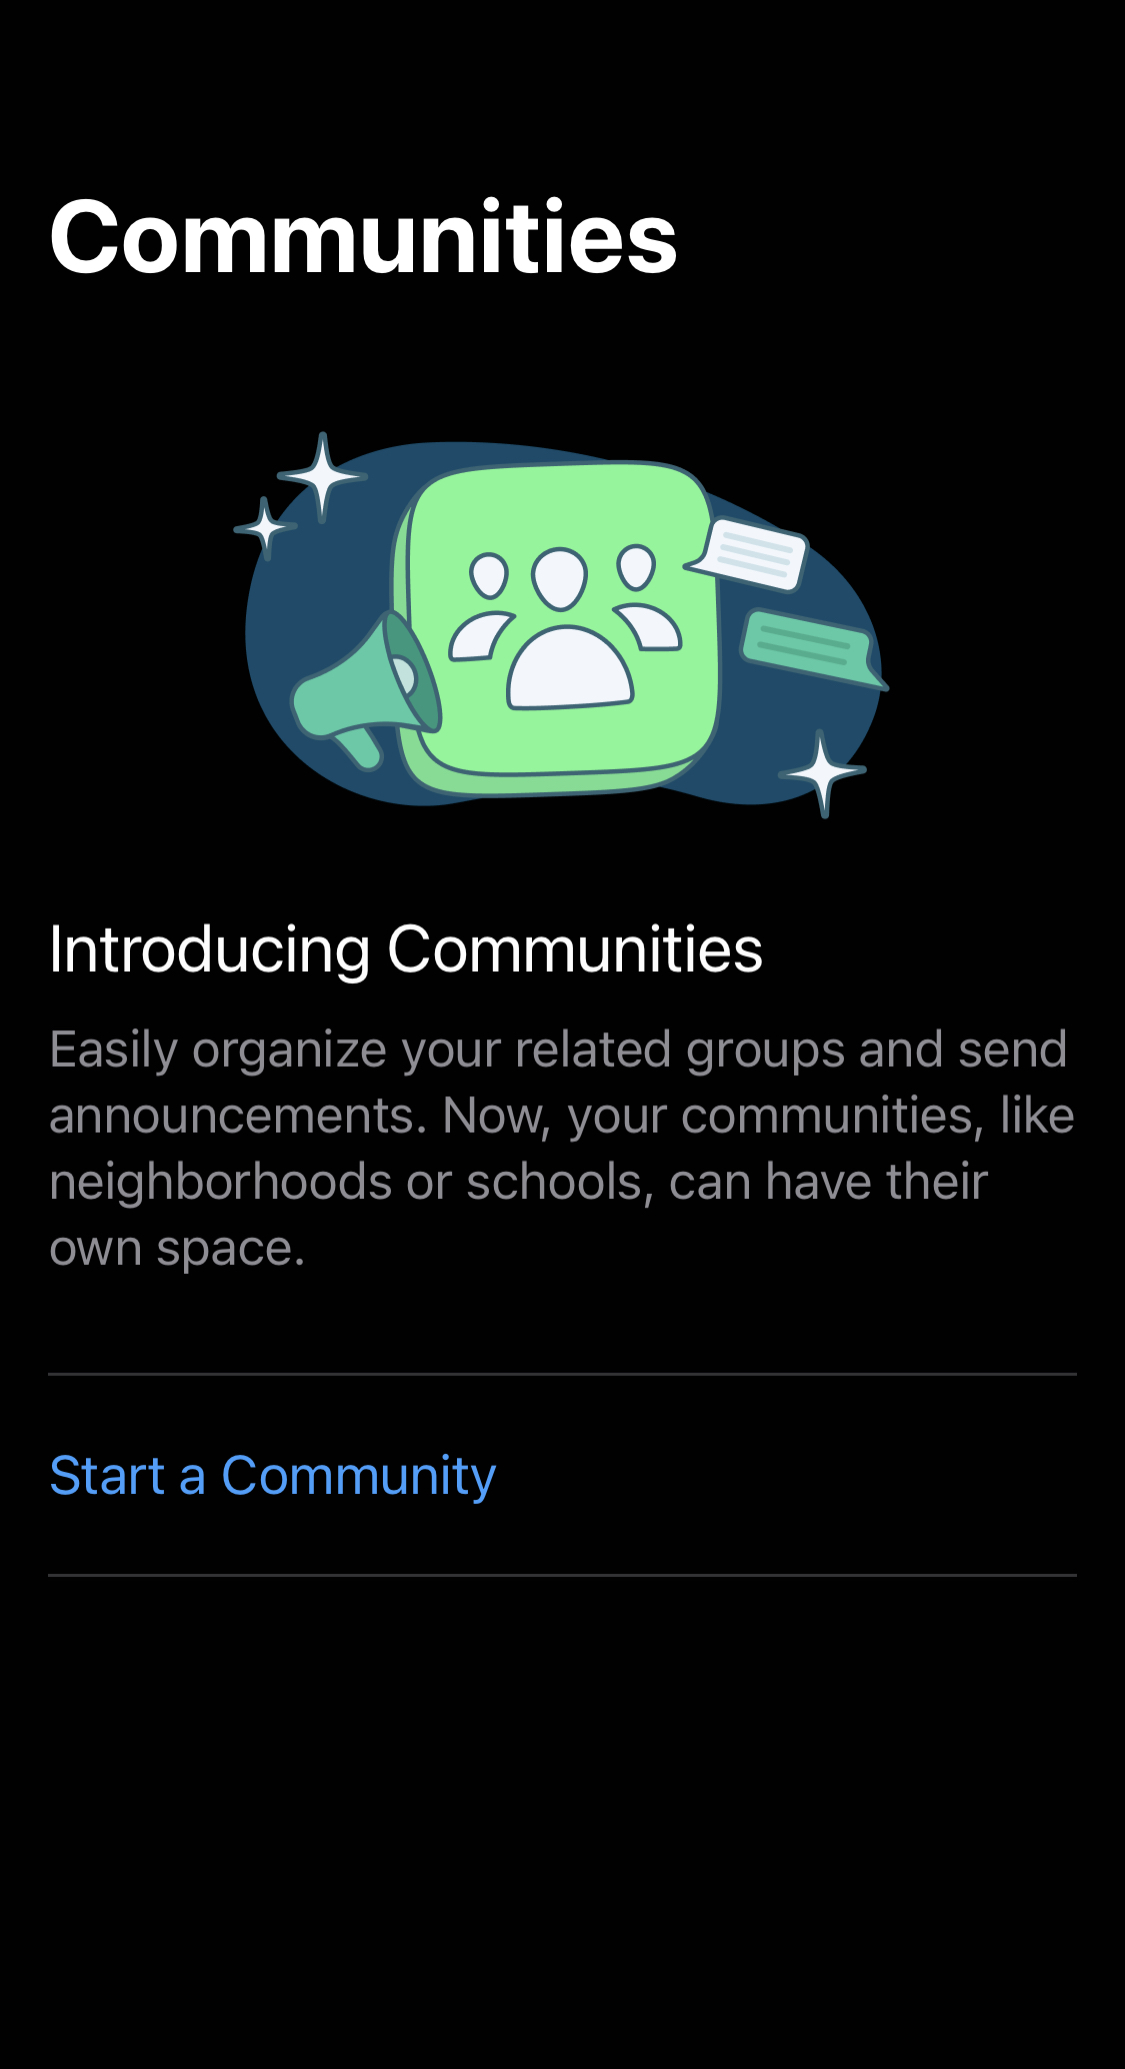 Communities
Introducing Communities
Easily organize your related groups and send
announcements. Now, your communities, like
neighborhoods or schools, can have their
own space.
Start a Community